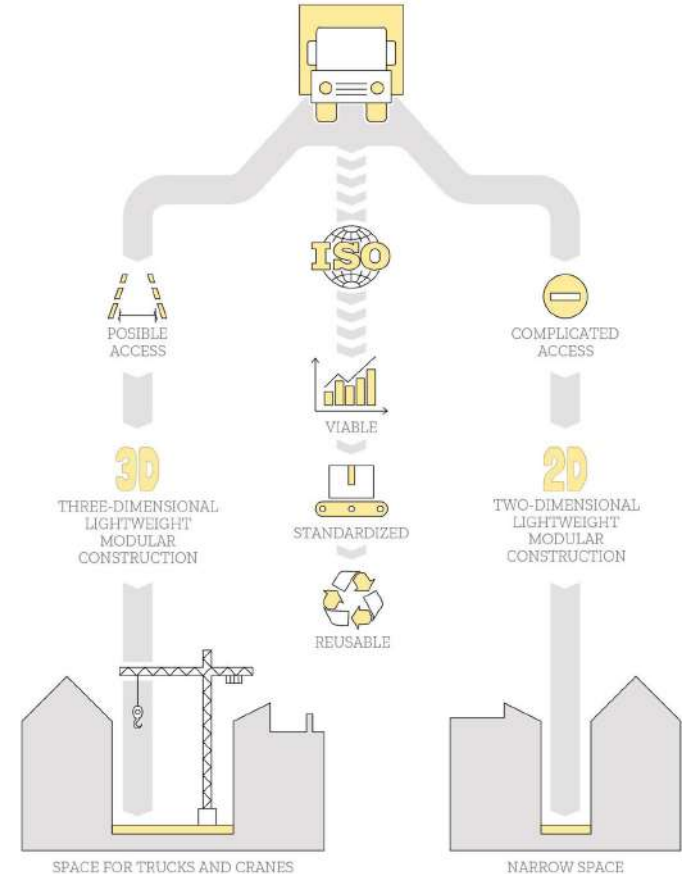 ISO
POSIBLE
ACCESS
COMPLICATED
ACCESS
VIABLE
3D
THREE-DIMENSIONAL
LIGHTWEIGHT
MODULAR
CONSTRUCTION
STANDARDIZED
2D
TWO-DIMENSIONAL
LIGHTWEIGHT
MODULAR
CONSTRUCTION
REUSABLE
SPACE FOR TRUCKS AND CRANES
NARROW SPACE